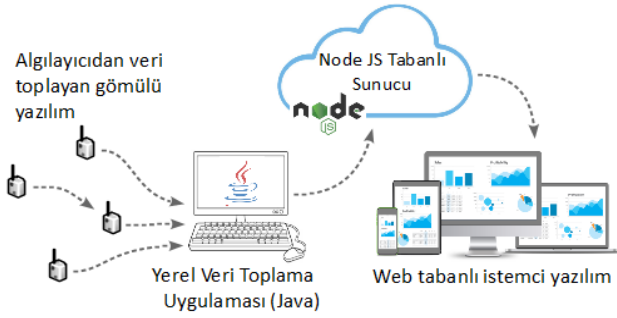 Algılayıcıdan veri
toplayan gömülü
yazılım
Node JS Tabanlı
Sunucu
node
JS
Yerel Veri Toplama
Uygulaması (Java)
Web tabanlı istemci yazılım